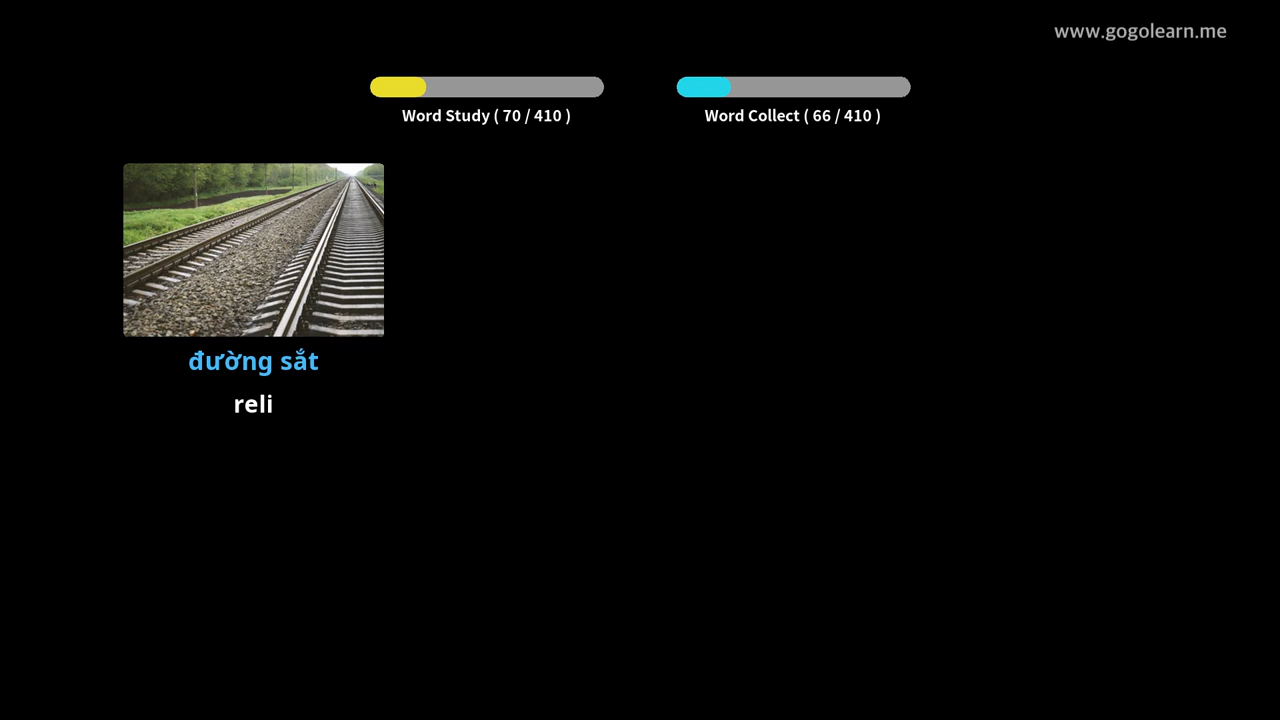 www.gogolearn.me
Word Study ( 70 / 410 )
Word Collect ( 66 / 410 )
đường sắt
reli